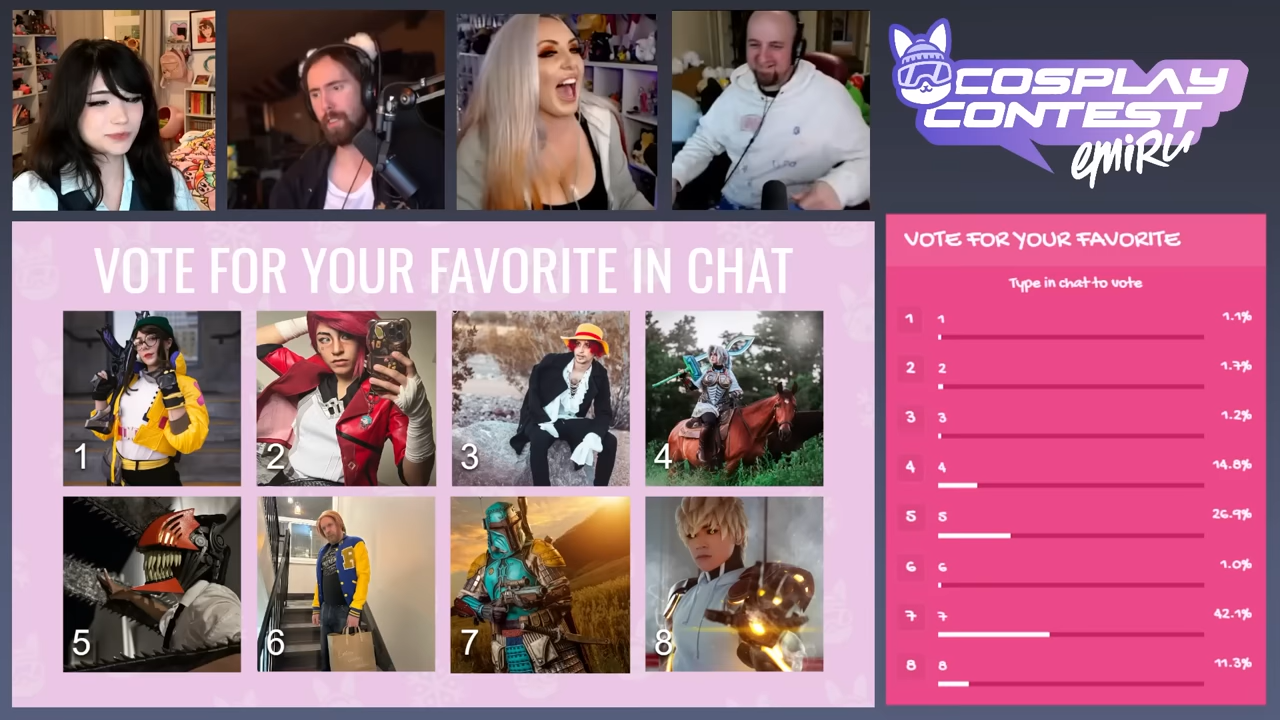 COSPLAY
CONTEST
emiru
VOTE FOR YOUR FAVORITE IN CHAT
1
2
3
4
5
6
7
8
VOTE FOR YOUR FAVORITE
Type in chat to vote
1 1 1.1%
2 2 1.7%
3 3 1.2%
4 4 14.8%
5 5 26.9%
6 6 1.0%
7 7 42.1%
8 8 11.3%